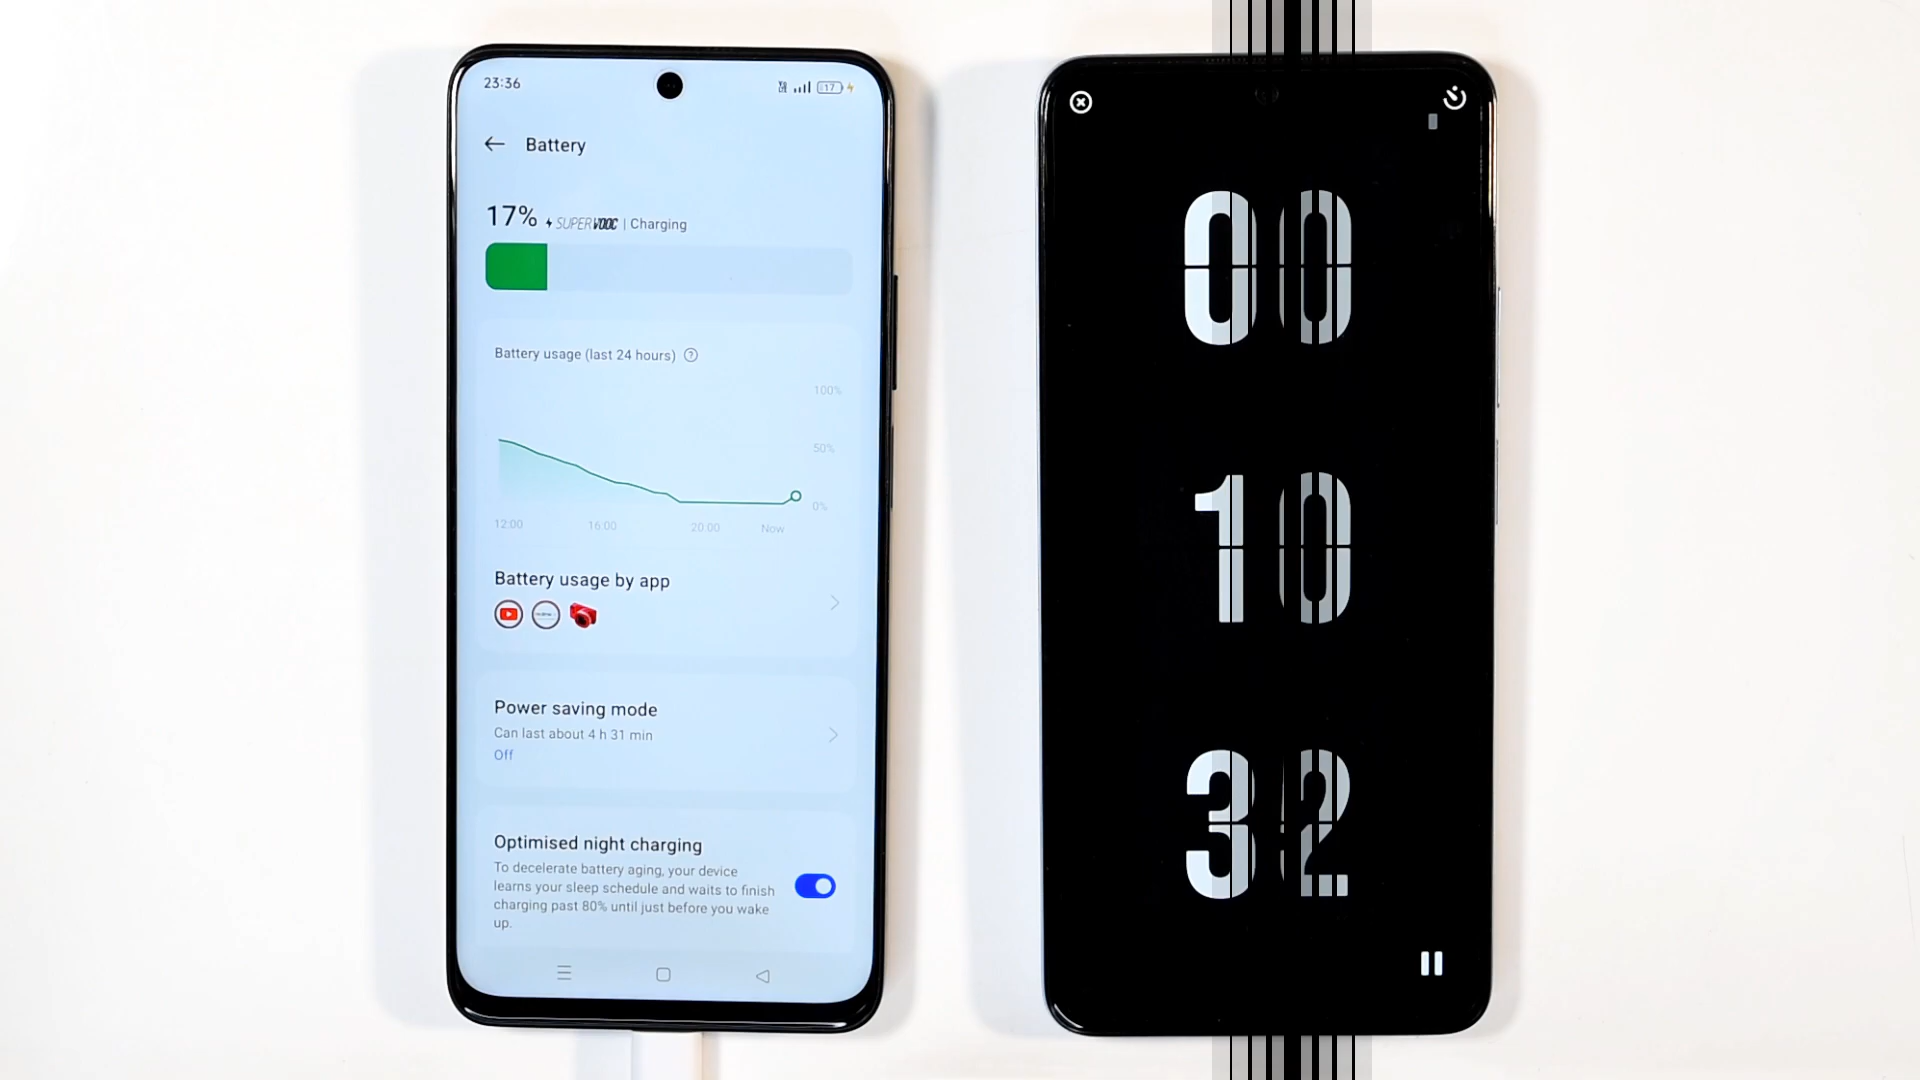 23:36
17
Battery
17% SUPERVOOC | Charging
Battery usage (last 24 hours) ?
100%
50%
0%
12:00 16:00 20:00 Now
Battery usage by app
Power saving mode
Can last about 4 h 31 min
Off
Optimised night charging
To decelerate battery aging, your device
learns your sleep schedule and waits to finish
charging past 80% until just before you wake
up.
00
10
32